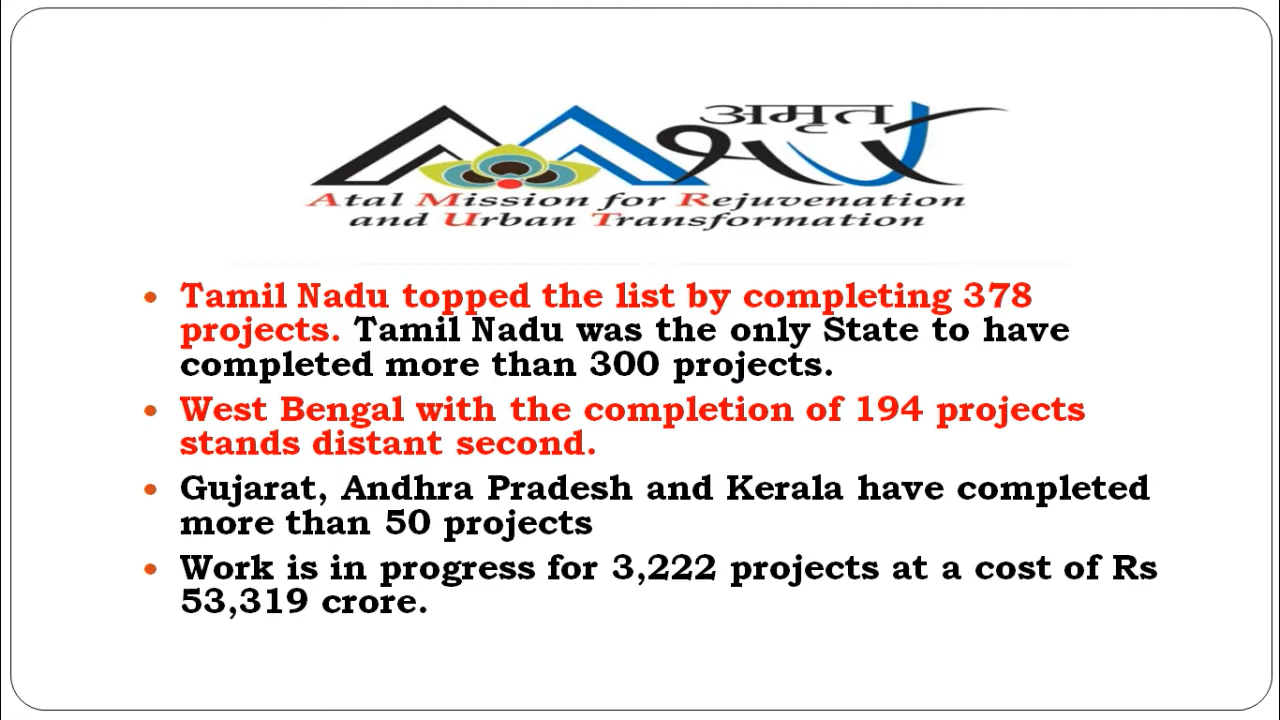 अमृत
Atal Mission for Rejuvenation
and Urban Transformation
• Tamil Nadu topped the list by completing 378
projects. Tamil Nadu was the only State to have
completed more than 300 projects.
• West Bengal with the completion of 194 projects
stands distant second.
• Gujarat, Andhra Pradesh and Kerala have completed
more than 50 projects
• Work is in progress for 3,222 projects at a cost of Rs
53,319 crore.